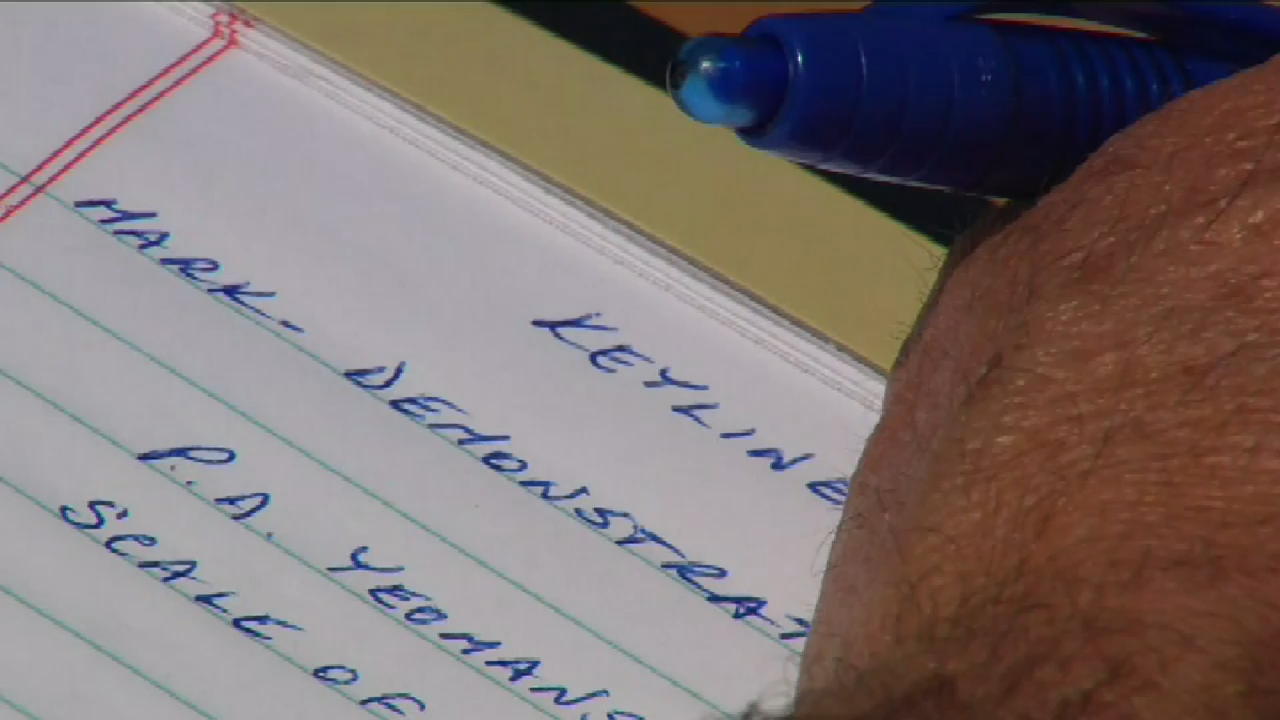 KEYLINE
MARK- DEMONSTRAT
P.A. YEOMANS
SCALE OF